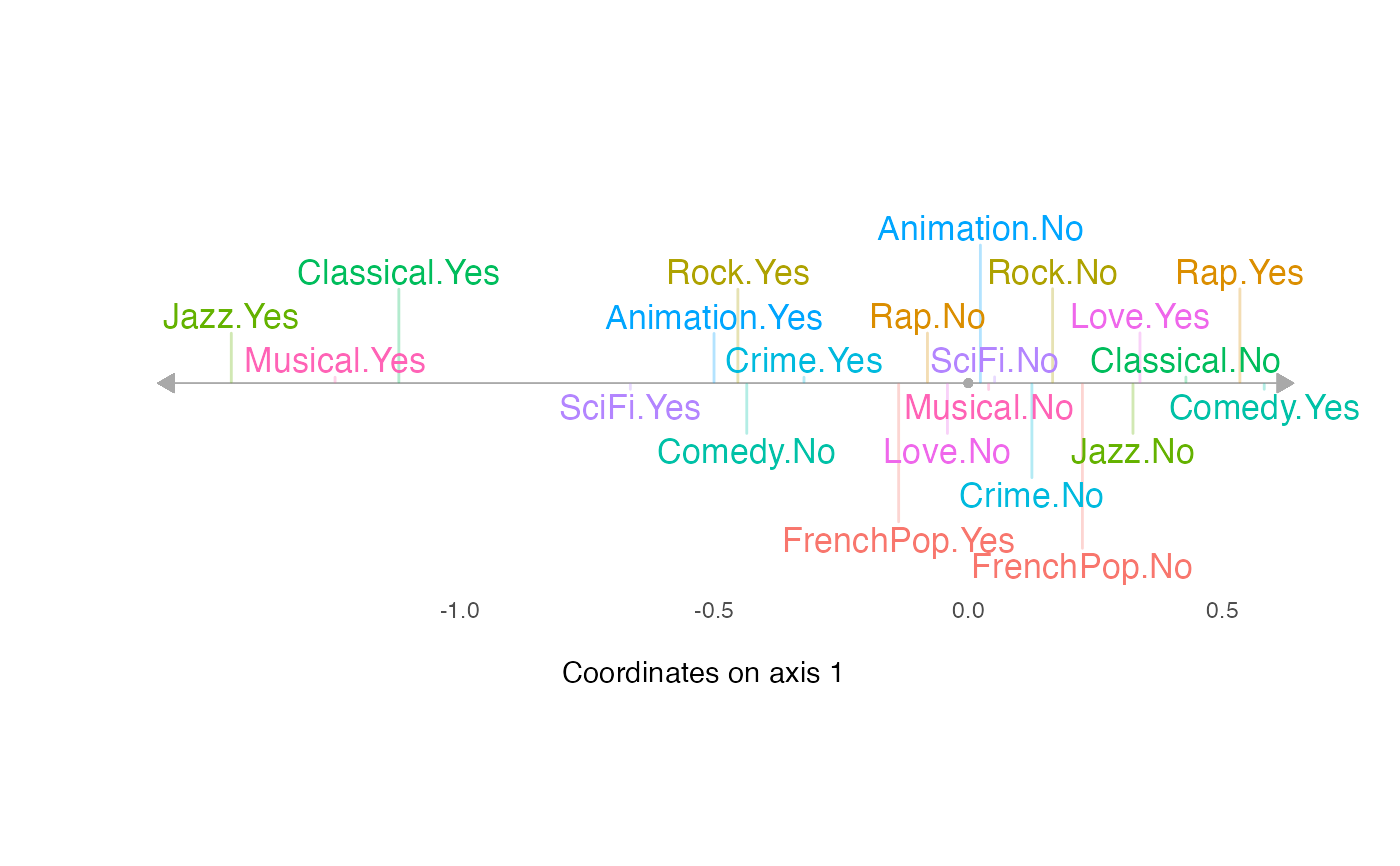 Animation.No
Classical.Yes Rock.Yes Rock.No Rap.Yes
Jazz.Yes Animation.Yes Rap.No Love.Yes
Musical.Yes Crime.Yes SciFi.No Classical.No
SciFi.Yes Musical.No Comedy.Yes
Comedy.No Love.No Jazz.No
Crime.No
FrenchPop.Yes
FrenchPop.No
-1.0 -0.5 0.0 0.5
Coordinates on axis 1